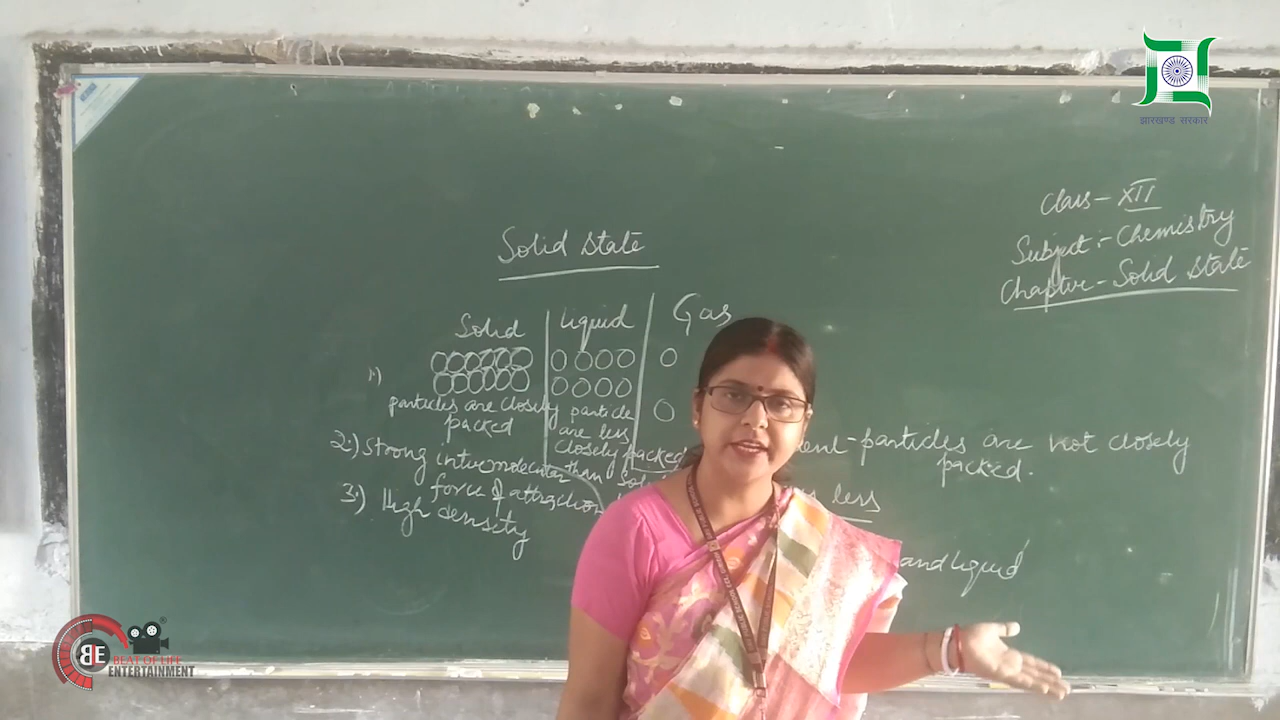 झारखण्ड सरकार
Class - XII
Subject :- Chemistry
Chapter - Solid State
Solid State
Solid Liquid Gas
1)
particles are closely packed
particle are less closely packed than
2.) Strong intermolecular force of attraction
3.) High density
particles are not closely packed.
less
and liquid
BE
BEAT OF LIFE
ENTERTAINMENT